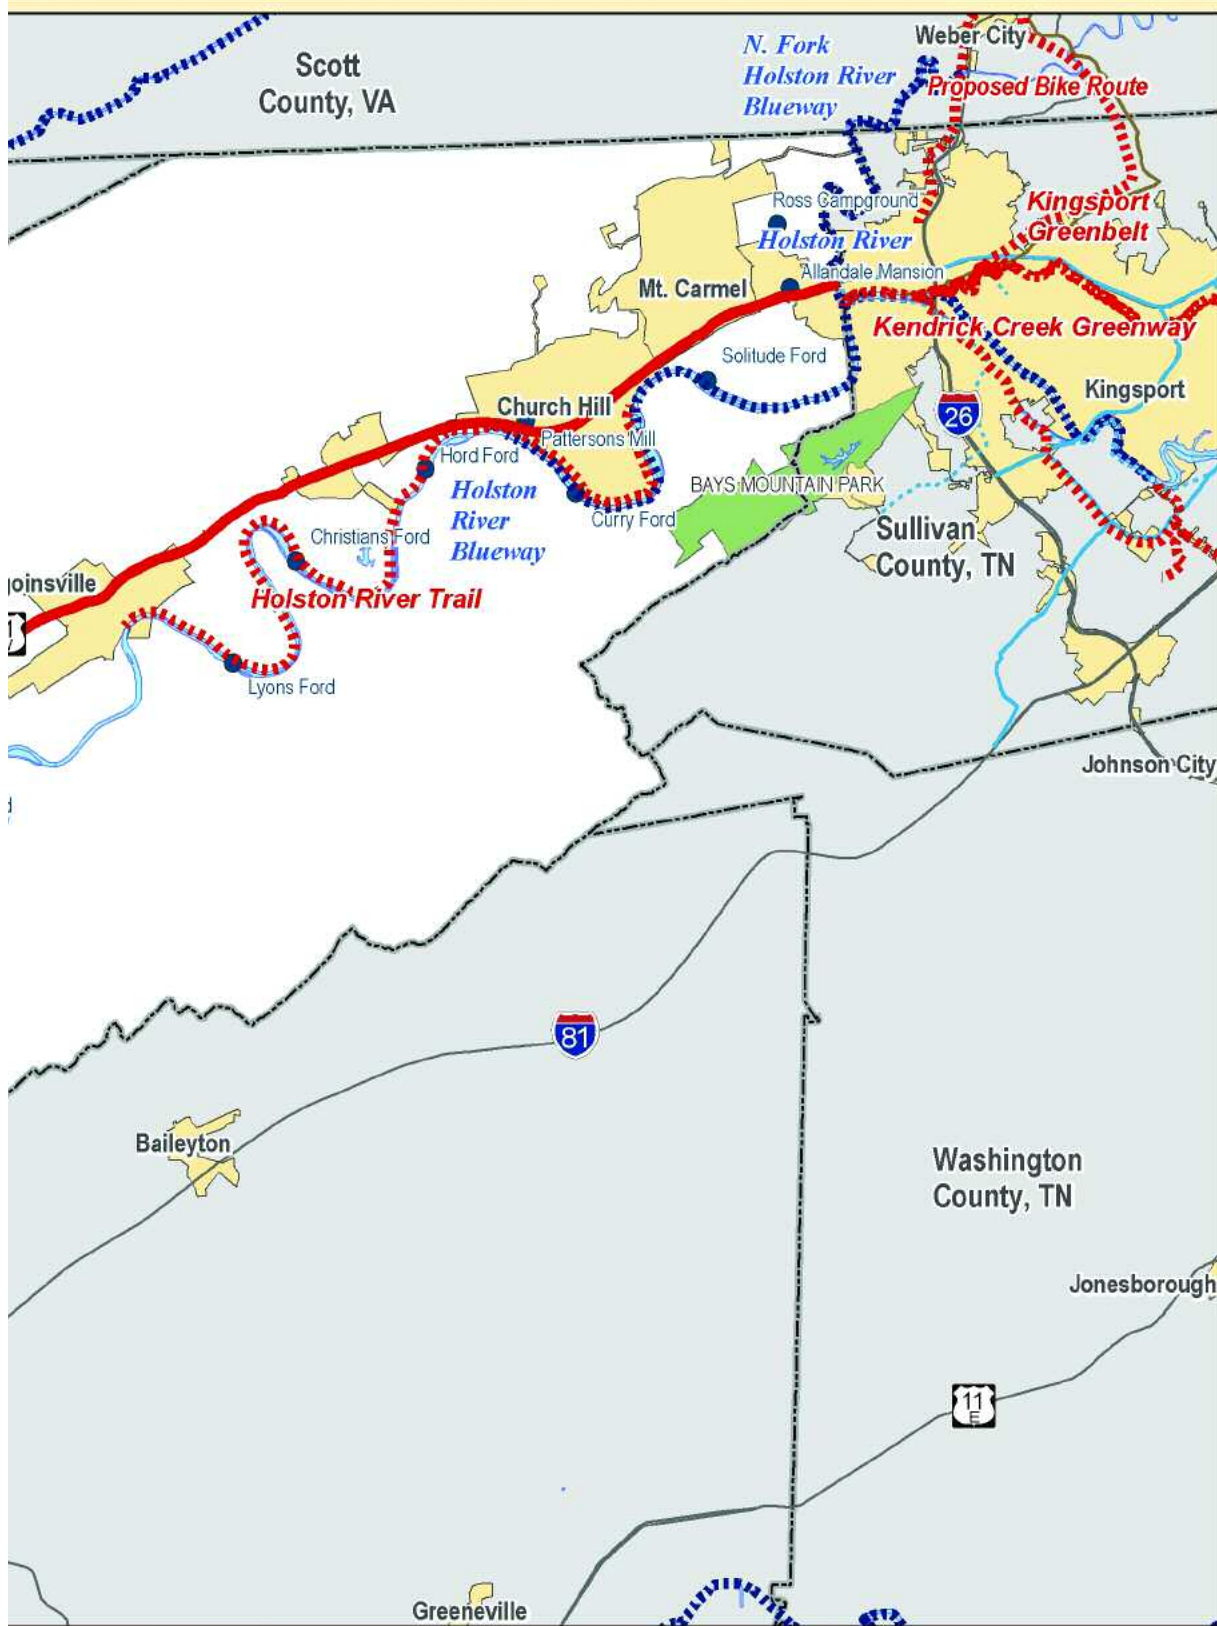 Scott
County, VA
N. Fork
Holston River
Blueway
Weber City
Proposed Bike Route
Ross Campground
Kingsport
Greenbelt
Holston River
Allandale Mansion
Mt. Carmel
Kendrick Creek Greenway
Solitude Ford
Kingsport
Church Hill
26
Pattersons Mill
Hord Ford
Holston
River
Blueway
BAYS MOUNTAIN PARK
Curry Ford
Christians Ford
Sullivan
County, TN
goinsville
Holston River Trail
Lyons Ford
Johnson City
81
Baileyton
Washington
County, TN
Jonesborough
11
E
Greeneville